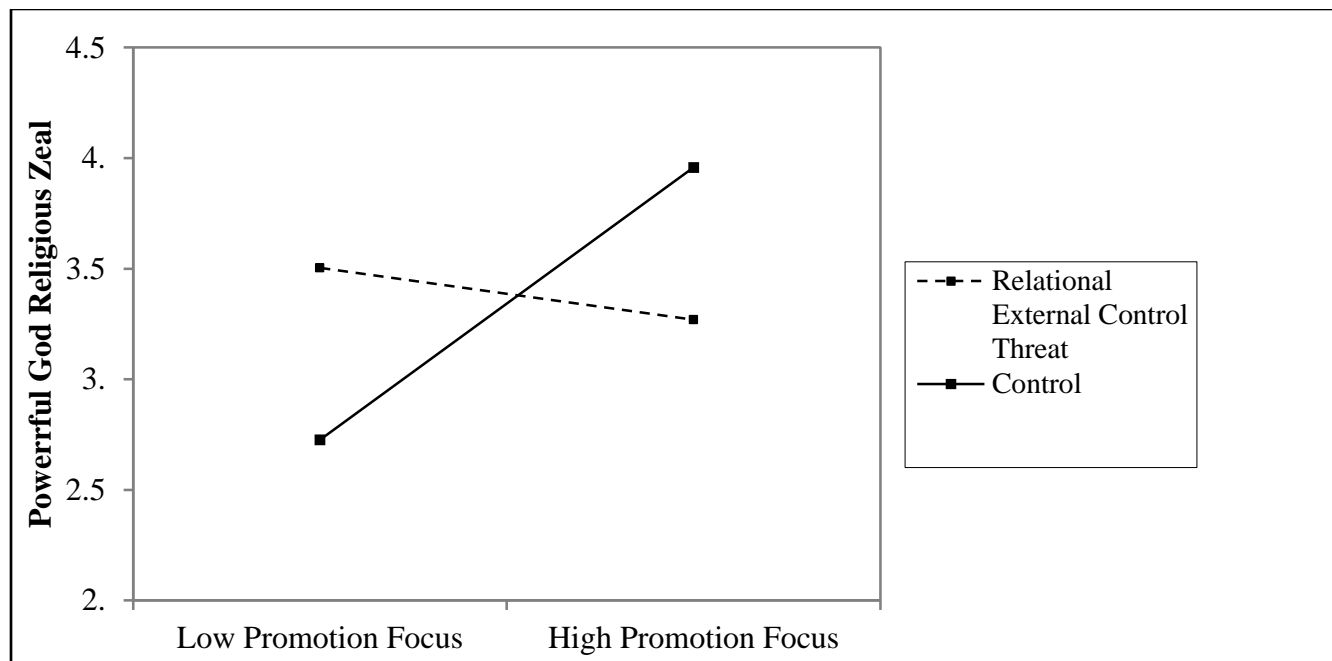 Powerrful God Religious Zeal
4.5
4.
3.5
3.
2.5
2.
Low Promotion Focus
High Promotion Focus
Relational
External Control
Threat
Control